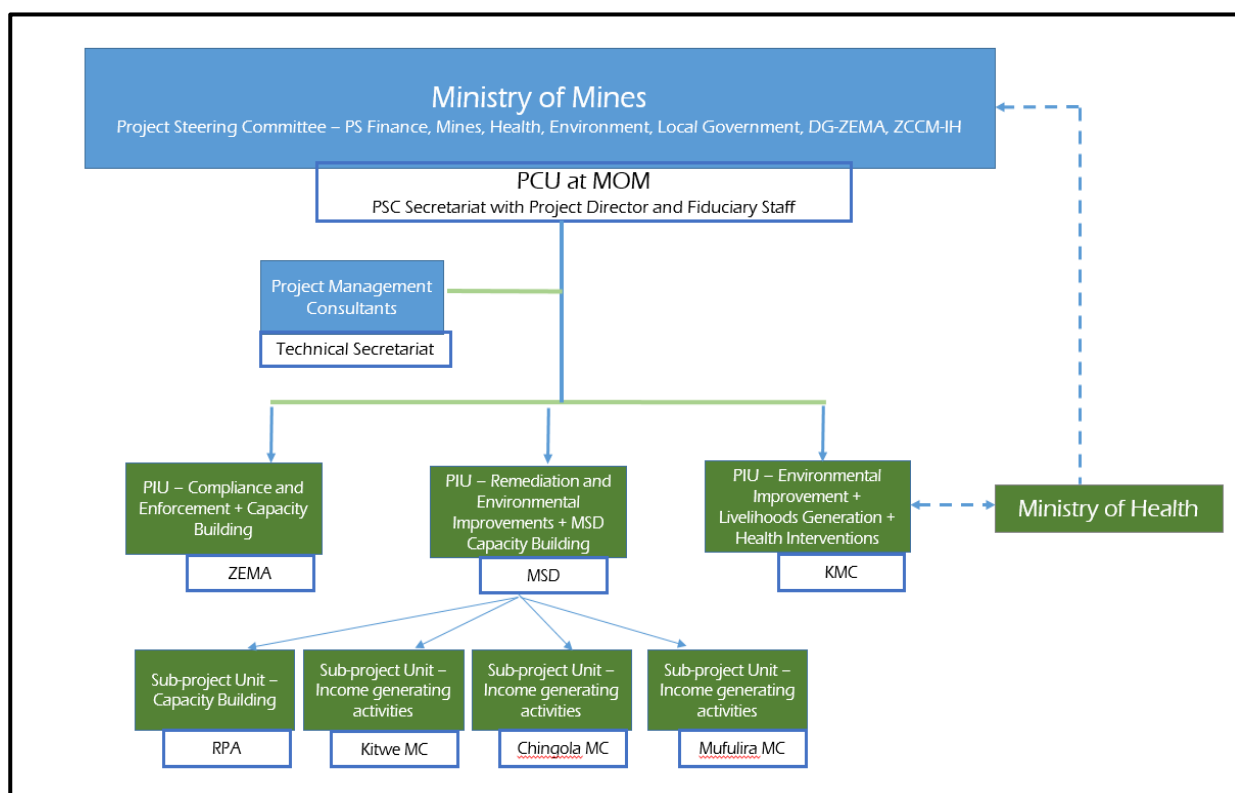 Ministry of Mines
Project Steering Committee – PS Finance, Mines, Health, Environment, Local Government, DG-ZEMA, ZCCM-IH
PCU at MOM
PSC Secretariat with Project Director and Fiduciary Staff
Project Management
Consultants
Technical Secretariat
PIU – Compliance and
Enforcement + Capacity
Building
ZEMA
PIU – Remediation and
Environmental
Improvements + MSD
Capacity Building
MSD
PIU – Environmental
Improvement +
Livelihoods Generation +
Health Interventions
KMC
Ministry of Health
Sub-project Unit –
Capacity Building
RPA
Sub-project Unit –
Income generating
activities
Kitwe MC
Sub-project Unit –
Income generating
activities
Chingola MC
Sub-project Unit –
Income generating
activities
Mufulira MC